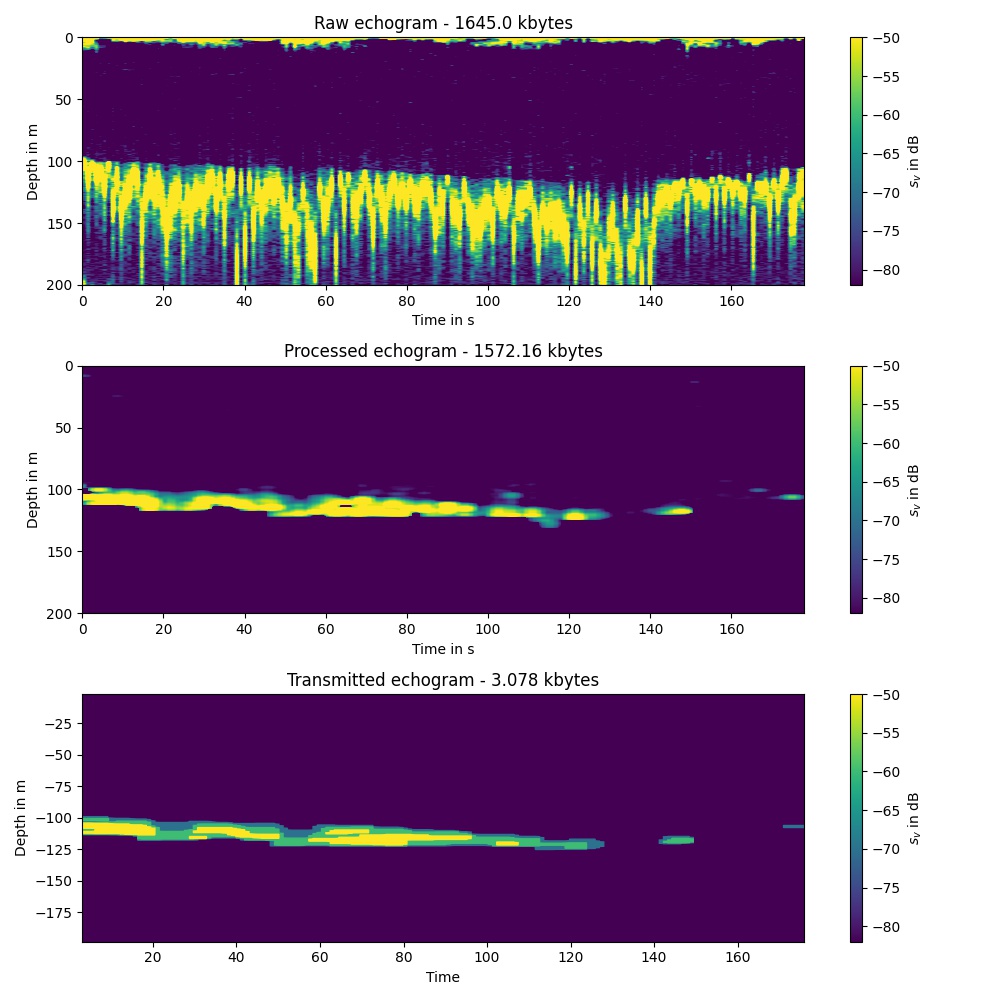 Raw echogram - 1645.0 kbytes
0
50
100
150
200
Depth in m
0 20 40 60 80 100 120 140 160
Time in s
−50
−55
−60
−65
−70
−75
−80
sv in dB
Processed echogram - 1572.16 kbytes
0
50
100
150
200
Depth in m
0 20 40 60 80 100 120 140 160
Time in s
−50
−55
−60
−65
−70
−75
−80
sv in dB
Transmitted echogram - 3.078 kbytes
−25
−50
−75
−100
−125
−150
−175
Depth in m
20 40 60 80 100 120 140 160
Time
−50
−55
−60
−65
−70
−75
−80
sv in dB